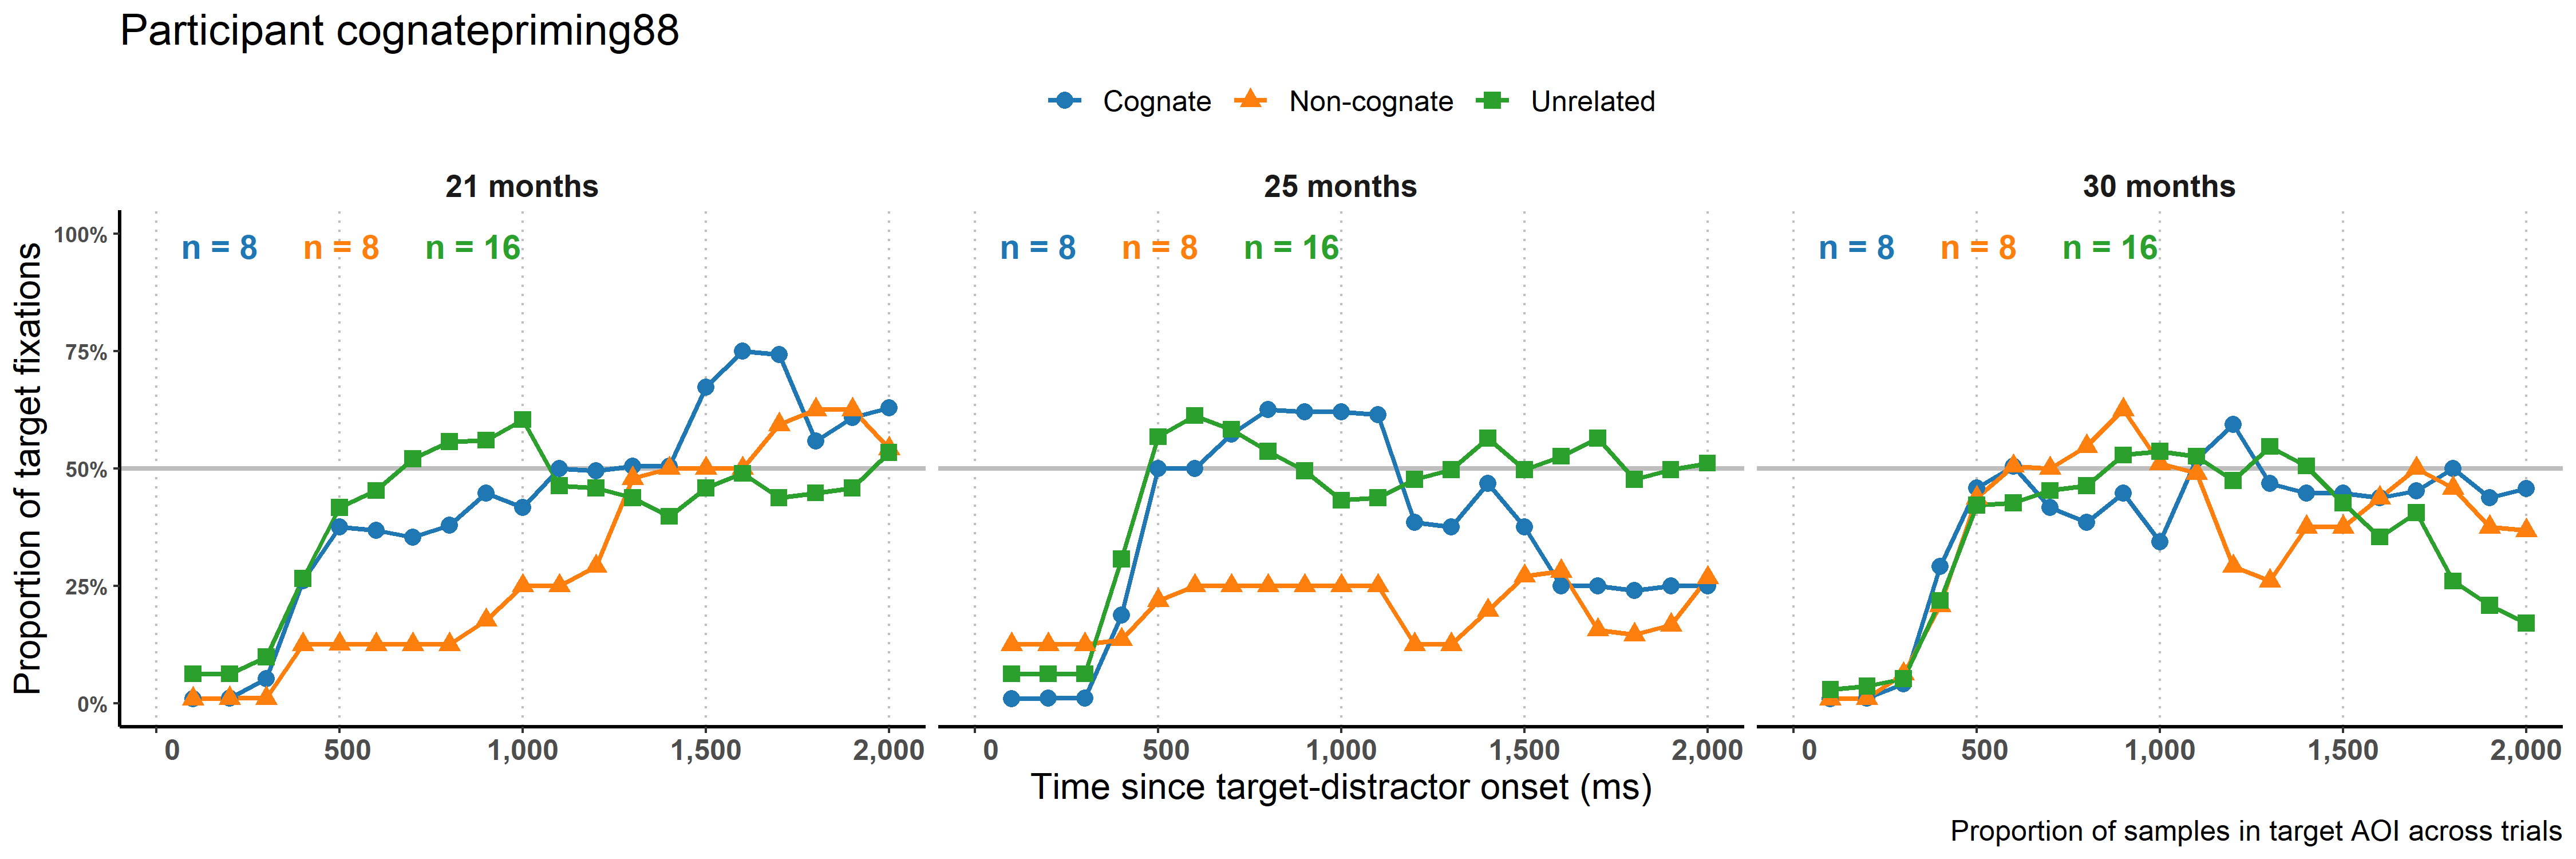 Participant cognatepriming88
Cognate Non-cognate Unrelated
21 months 25 months 30 months
Proportion of target fixations
100%
75%
50%
25%
0%
n = 8 n = 8 n = 16
n = 8 n = 8 n = 16
n = 8 n = 8 n = 16
0 500 1,000 1,500 2,000
0 500 1,000 1,500 2,000
0 500 1,000 1,500 2,000
Time since target-distractor onset (ms)
Proportion of samples in target AOI across trials